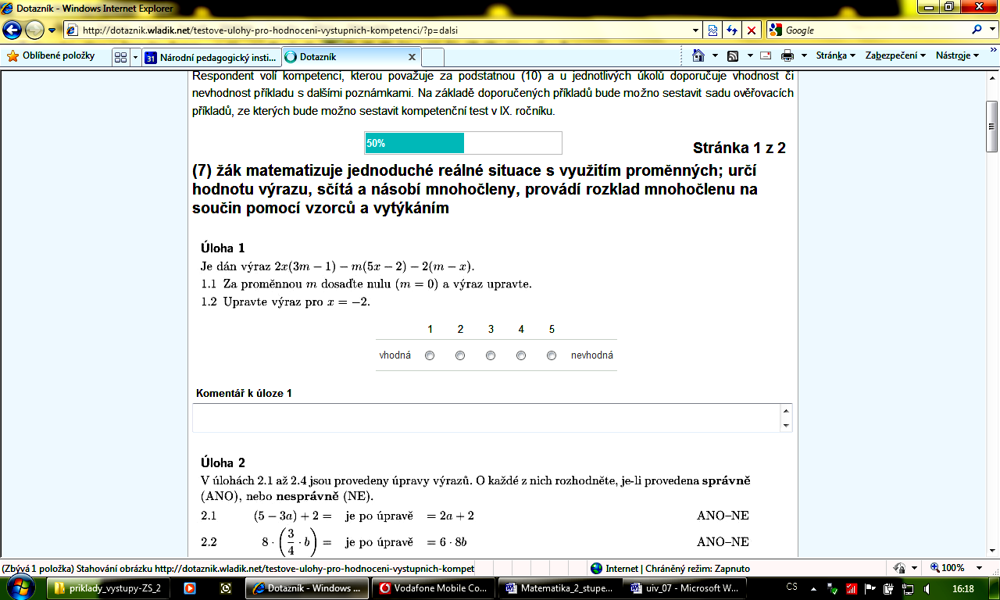 Dotazník - Windows Internet Explorer
http://dotaznik.wladik.net/testove-ulohy-pro-hodnoceni-vystupnich-kompetenci/?p=dalsi
Google
Oblíbené položky
31 Národní pedagogický insti...
Dotazník
Stránka
Zabezpečení
Nástroje
Respondent volí kompetenci, kterou považuje za podstatnou (10) a u jednotlivých úkolů doporučuje vhodnost či
nevhodnost příkladu s dalšími poznámkami. Na základě doporučených příkladů bude možno sestavit sadu ověřovacích
příkladů, ze kterých bude možno sestavit kompetenční test v IX. ročníku.
50%
Stránka 1 z 2
(7) žák matematizuje jednoduché reálné situace s využitím proměnných; určí
hodnotu výrazu, sčítá a násobí mnohočleny, provádí rozklad mnohočlenu na
součin pomocí vzorců a vytýkáním
Úloha 1
Je dán výraz 2x(3m − 1) − m(5x − 2) − 2(m − x).
1.1 Za proměnnou m dosaďte nulu (m = 0) a výraz upravte.
1.2 Upravte výraz pro x = −2.
1 2 3 4 5
vhodná nevhodná
Komentář k úloze 1
Úloha 2
V úlohách 2.1 až 2.4 jsou provedeny úpravy výrazů. O každé z nich rozhodněte, je-li provedena správně
(ANO), nebo nesprávně (NE).
2.1 (5 − 3a) + 2 = je po úpravě = 2a + 2 ANO–NE
2.2 8 · (3/4 · b) = je po úpravě = 6 · 8b ANO–NE
(Zbývá 1 položka) Stahování obrázku http://dotaznik.wladik.net/testove-ulohy-pro-hodnoceni-vystupnich-kompet
Internet | Chráněný režim: Zapnuto
100%
priklady_vystupy-ZS_2
Dotazník - Windows ...
Vodafone Mobile Co...
Matematika_2_stupe...
uiv_07 - Microsoft W...
CS
16:18